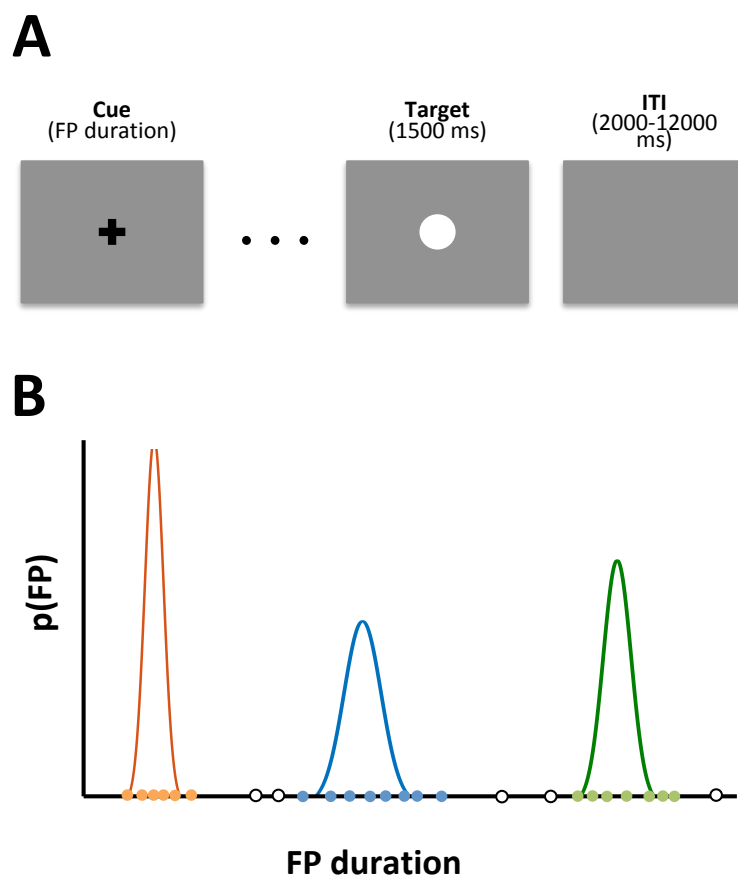 A
Cue
(FP duration)
Target
(1500 ms)
ITI
(2000-12000
ms)
B
p(FP)
FP duration